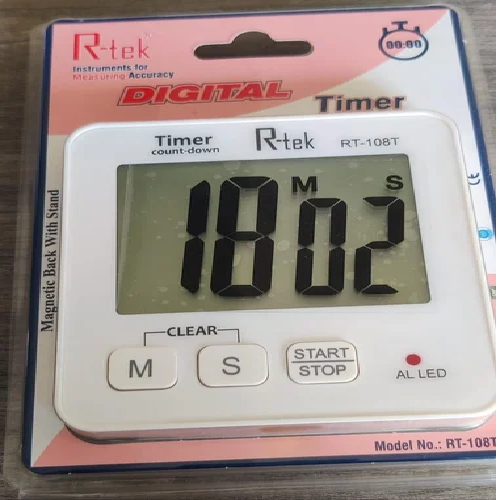 R-tek
Instruments for
Measuring Accuracy
00:00
DIGITAL
Timer
Timer
count-down
R-tek
RT-108T
M S
18 02
Magnetic Back With Stand
CLEAR
M
S
START
STOP
AL LED
Model No.: RT-108T